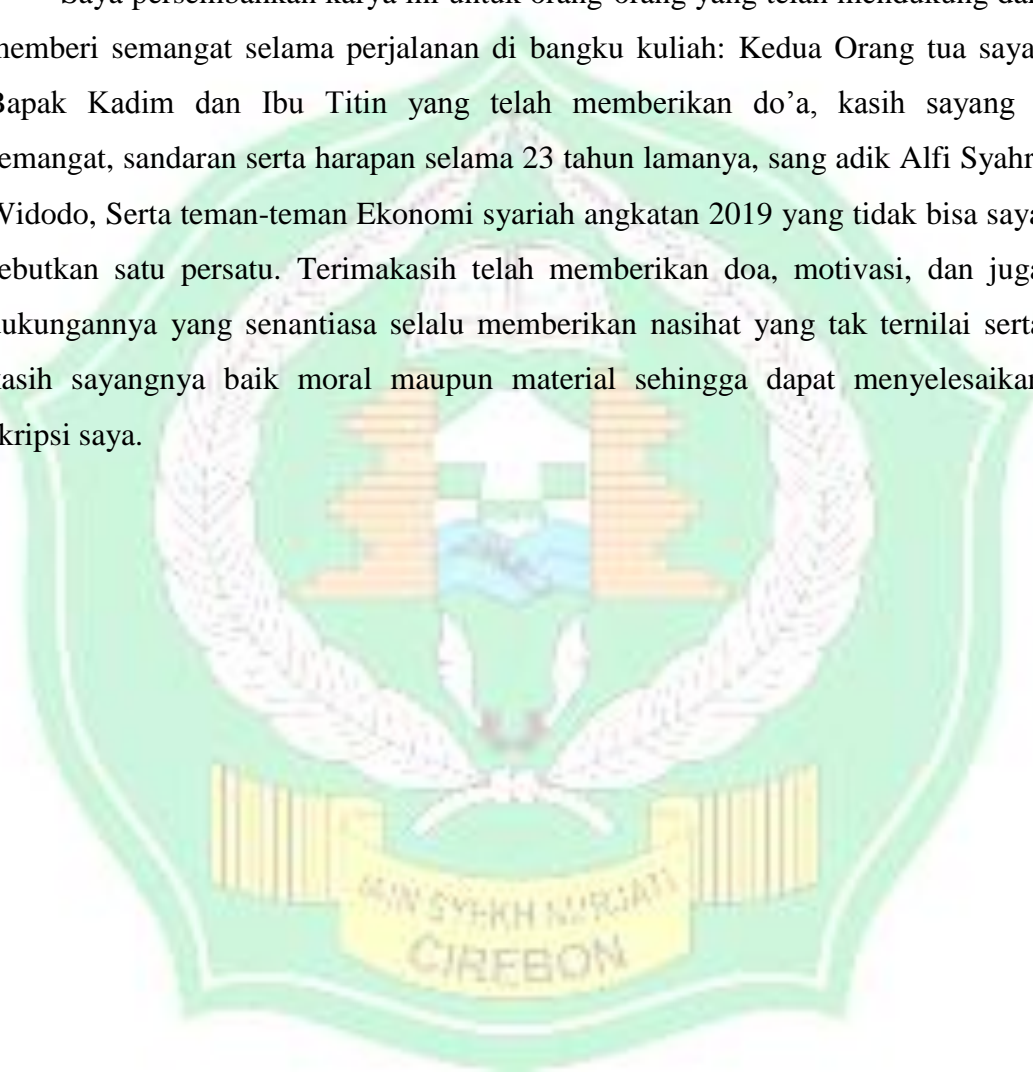 Saya persembahkan karya ini untuk orang-orang yang telah mendukung dan
memberi semangat selama perjalanan di bangku kuliah: Kedua Orang tua saya
Bapak Kadim dan Ibu Titin yang telah memberikan do’a, kasih sayang
semangat, sandaran serta harapan selama 23 tahun lamanya, sang adik Alfi Syahr
Widodo, Serta teman-teman Ekonomi syariah angkatan 2019 yang tidak bisa saya
sebutkan satu persatu. Terimakasih telah memberikan doa, motivasi, dan juga
dukungannya yang senantiasa selalu memberikan nasihat yang tak ternilai serta
kasih sayangnya baik moral maupun material sehingga dapat menyelesaikan
skripsi saya.
IAIN SYEKH NURJATI
CIREBON